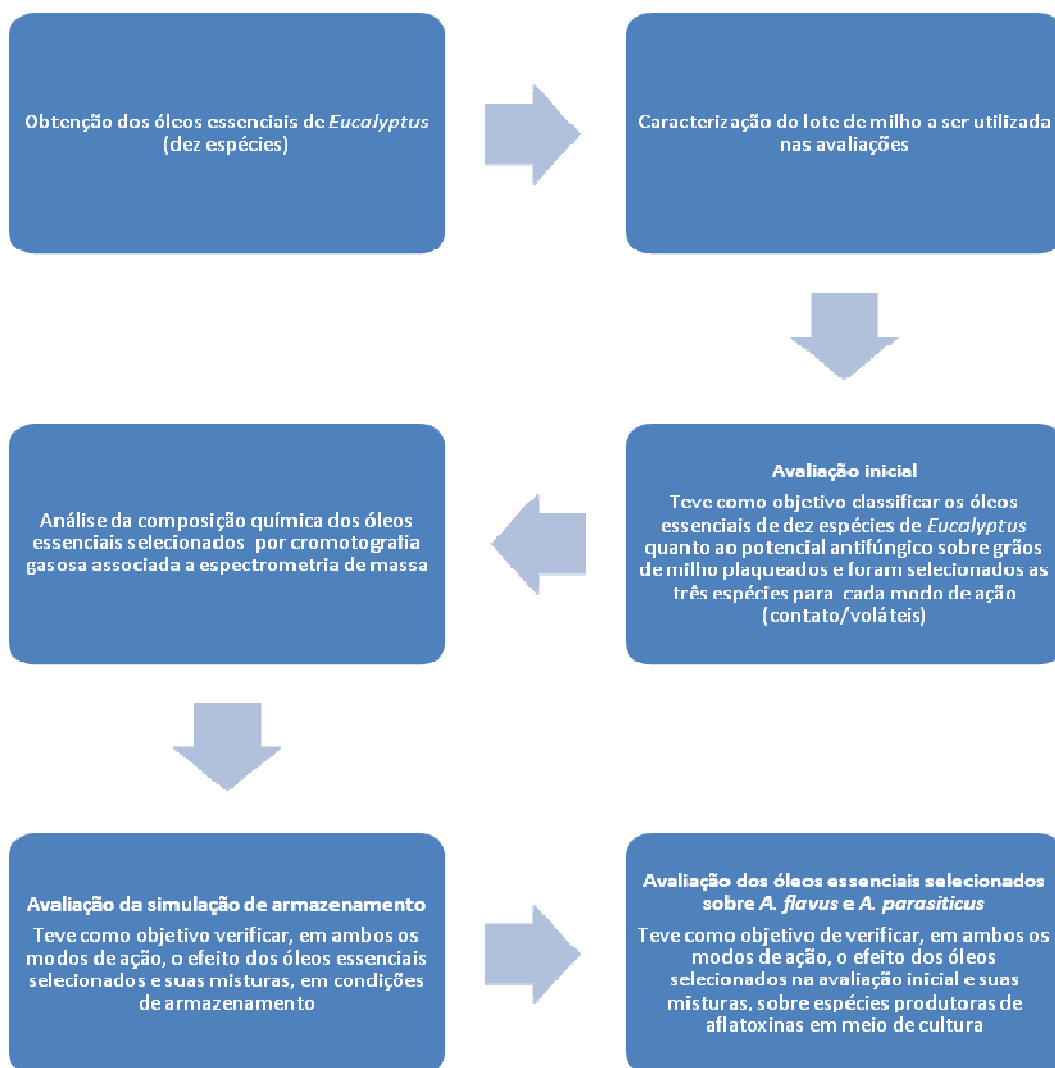 Obtenção dos óleos essenciais de Eucalyptus
(dez espécies)
Caracterização do lote de milho a ser utilizada
nas avaliações
Avaliação inicial
Teve como objetivo classificar os óleos
essenciais de dez espécies de Eucalyptus
quanto ao potencial antifúngico sobre grãos
de milho plaqueados e foram selecionados as
três espécies para cada modo de ação
(contato/voláteis)
Análise da composição química dos óleos
essenciais selecionados por cromotografia
gasosa associada a espectrometria de massa
Avaliação da simulação de armazenamento
Teve como objetivo verificar, em ambos os
modos de ação, o efeito dos óleos essenciais
selecionados e suas misturas, em condições
de armazenamento
Avaliação dos óleos essenciais selecionados
sobre A. flavus e A. parasiticus
Teve como objetivo de verificar, em ambos os
modos de ação, o efeito dos óleos
selecionados na avaliação inicial e suas
misturas, sobre espécies produtoras de
aflatoxinas em meio de cultura